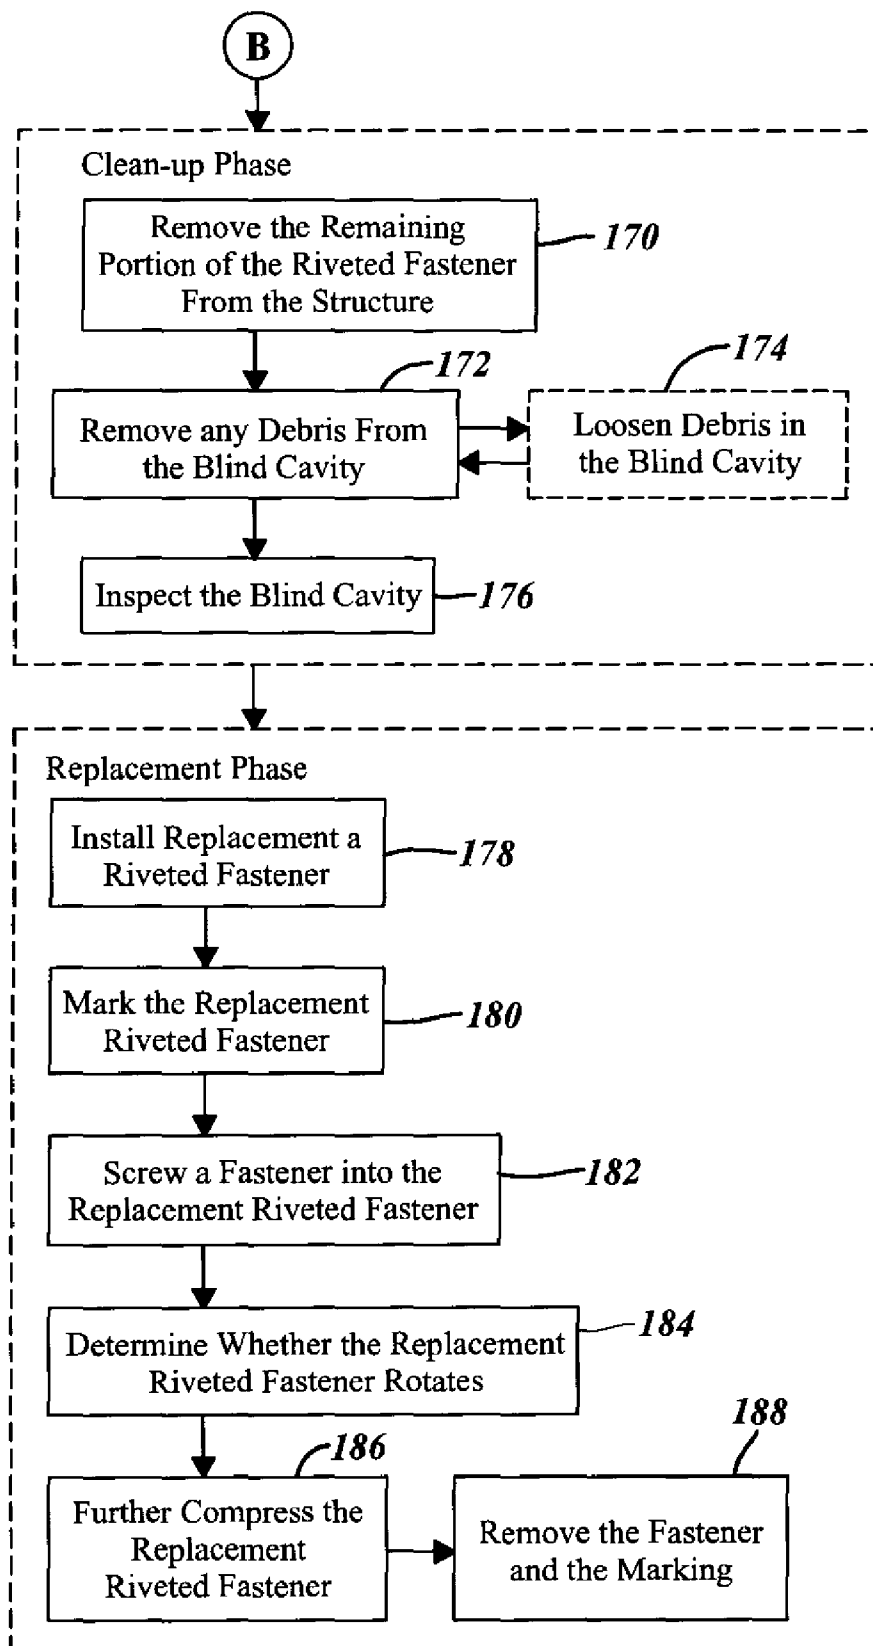 B
Clean-up Phase
Remove the Remaining
Portion of the Riveted Fastener
From the Structure
170
172
Remove any Debris From
the Blind Cavity
174
Loosen Debris in
the Blind Cavity
Inspect the Blind Cavity
176
Replacement Phase
Install Replacement a
Riveted Fastener
178
Mark the Replacement
Riveted Fastener
180
Screw a Fastener into the
Replacement Riveted Fastener
182
Determine Whether the Replacement
Riveted Fastener Rotates
184
186
Further Compress the
Replacement
Riveted Fastener
188
Remove the Fastener
and the Marking